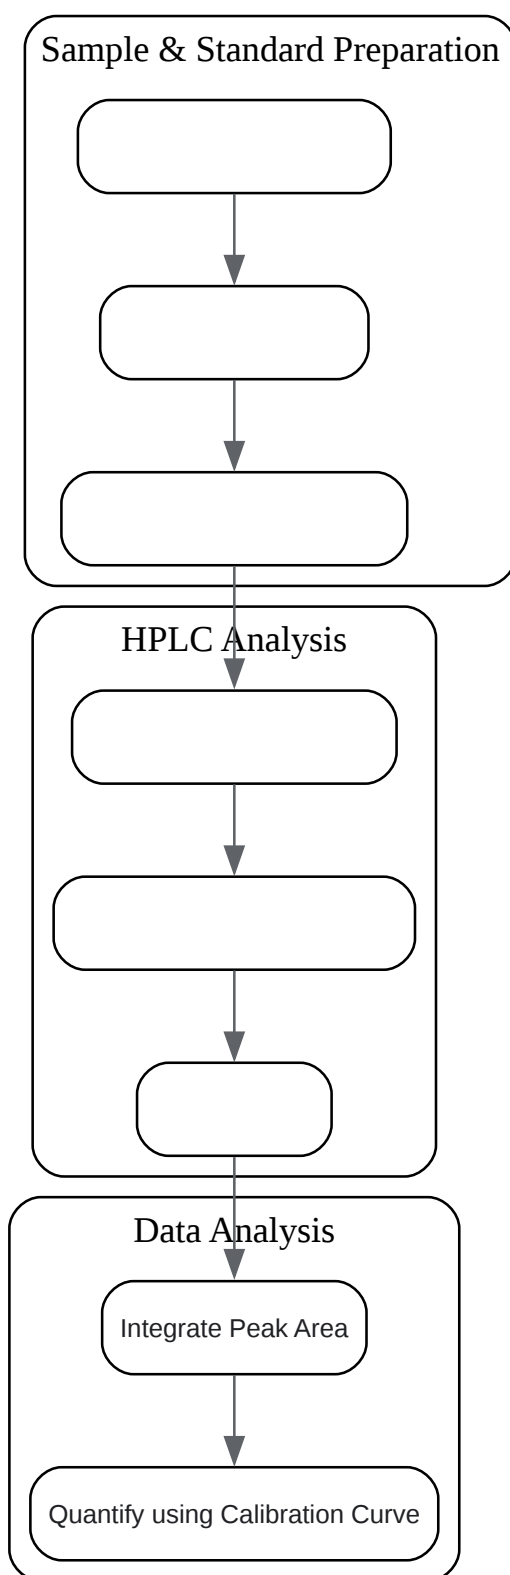 Sample & Standard Preparation
HPLC Analysis
Data Analysis
Integrate Peak Area
Quantify using Calibration Curve